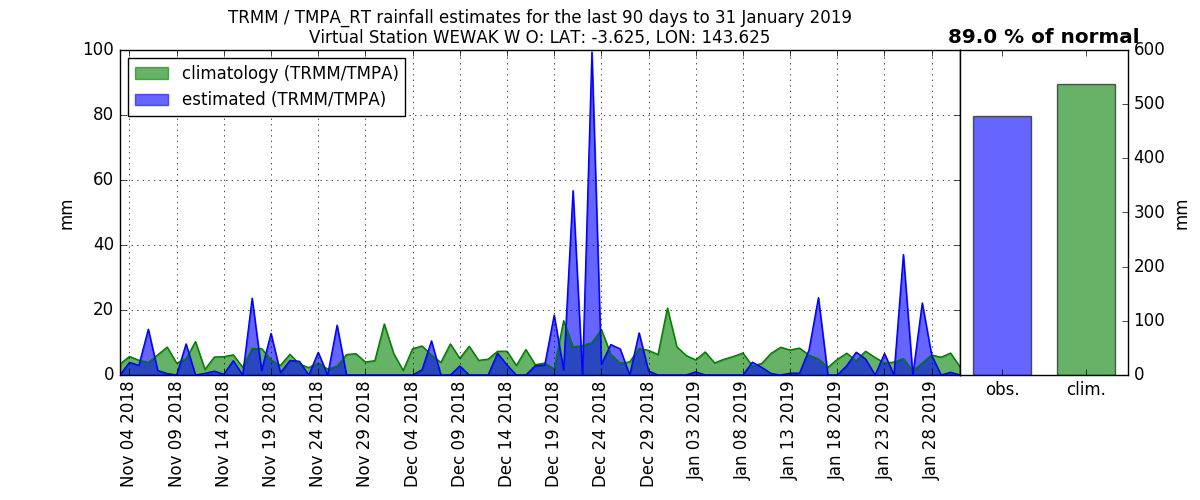 TRMM / TMPA_RT rainfall estimates for the last 90 days to 31 January 2019
Virtual Station WEWAK W O: LAT: -3.625, LON: 143.625
89.0 % of normal
climatology (TRMM/TMPA)
estimated (TRMM/TMPA)
100
80
60
40
20
0
mm
Nov 04 2018
Nov 09 2018
Nov 14 2018
Nov 19 2018
Nov 24 2018
Nov 29 2018
Dec 04 2018
Dec 09 2018
Dec 14 2018
Dec 19 2018
Dec 24 2018
Dec 29 2018
Jan 03 2019
Jan 08 2019
Jan 13 2019
Jan 18 2019
Jan 23 2019
Jan 28 2019
obs.
clim.
600
500
400
300
200
100
0
mm